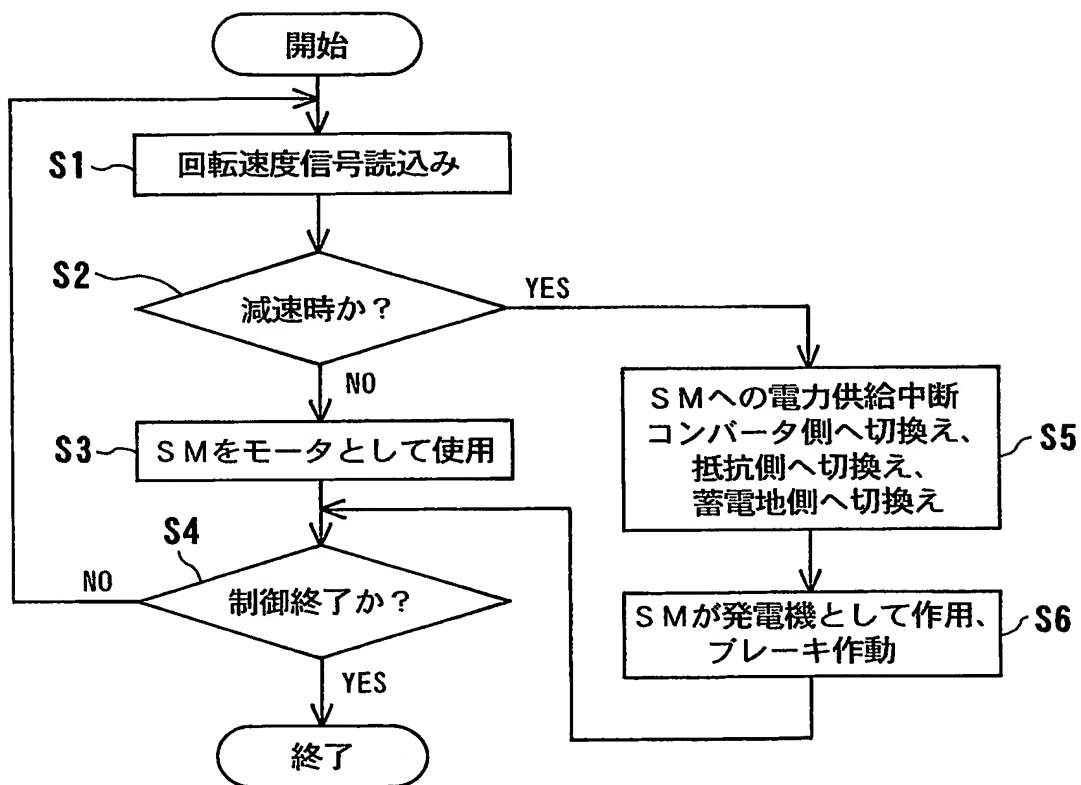 開始
S1
回転速度信号読込み
S2
減速時か?
YES
NO
S3
SMをモータとして使用
SMへの電力供給中断
コンバータ側へ切換え、
抵抗側へ切換え、
蓄電地側へ切換え
S5
S4
制御終了か?
NO
YES
SMが発電機として作用、
ブレーキ作動
S6
終了